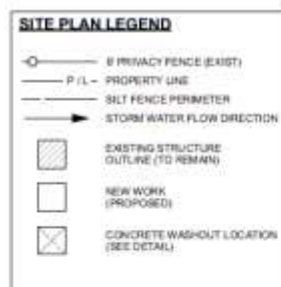 SITE PLAN LEGEND
6' PRIVACY FENCE (EXIST)
P / L PROPERTY LINE
SILT FENCE PERIMETER
STORM WATER FLOW DIRECTION
EXISTING STRUCTURE
OUTLINE (TO REMAIN)
NEW WORK
(PROPOSED)
CONCRETE WASHOUT LOCATION
(SEE DETAIL)